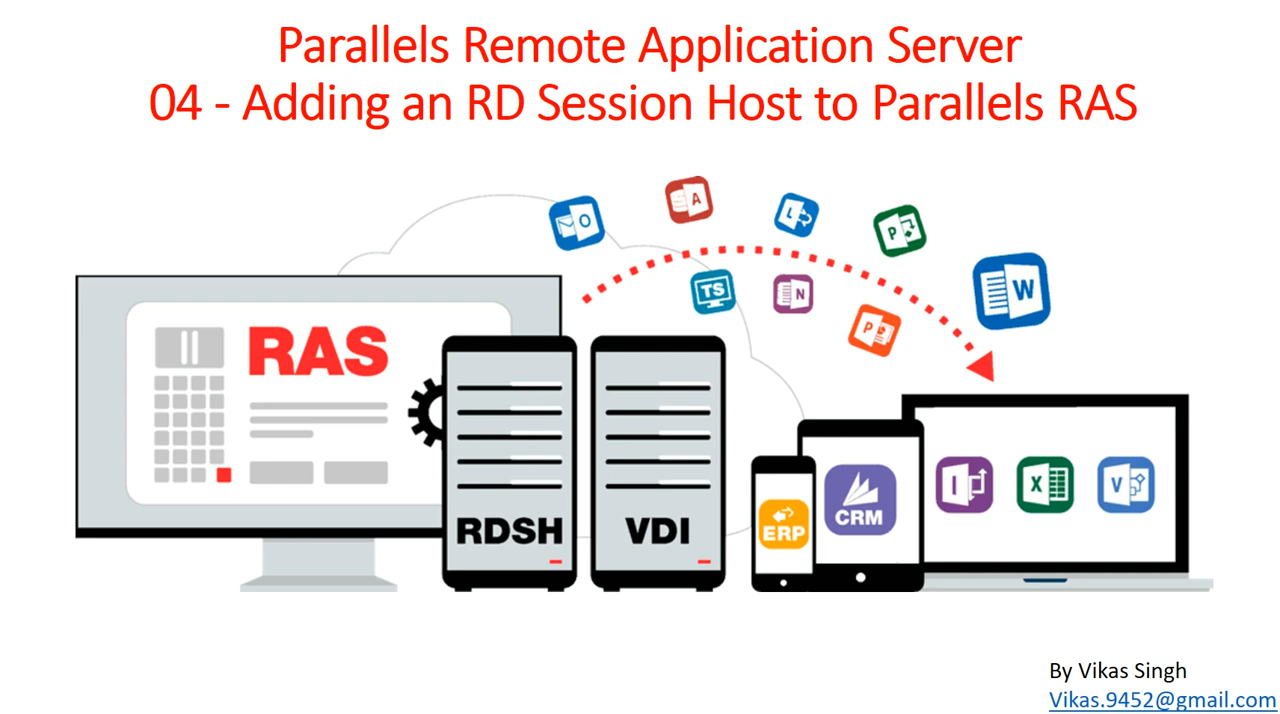 Parallels Remote Application Server
04 - Adding an RD Session Host to Parallels RAS
O
A
L
P
W
TS
N
P
RAS
I
X
V
CRM
ERP
RDSH
VDI
By Vikas Singh
Vikas.9452@gmail.com